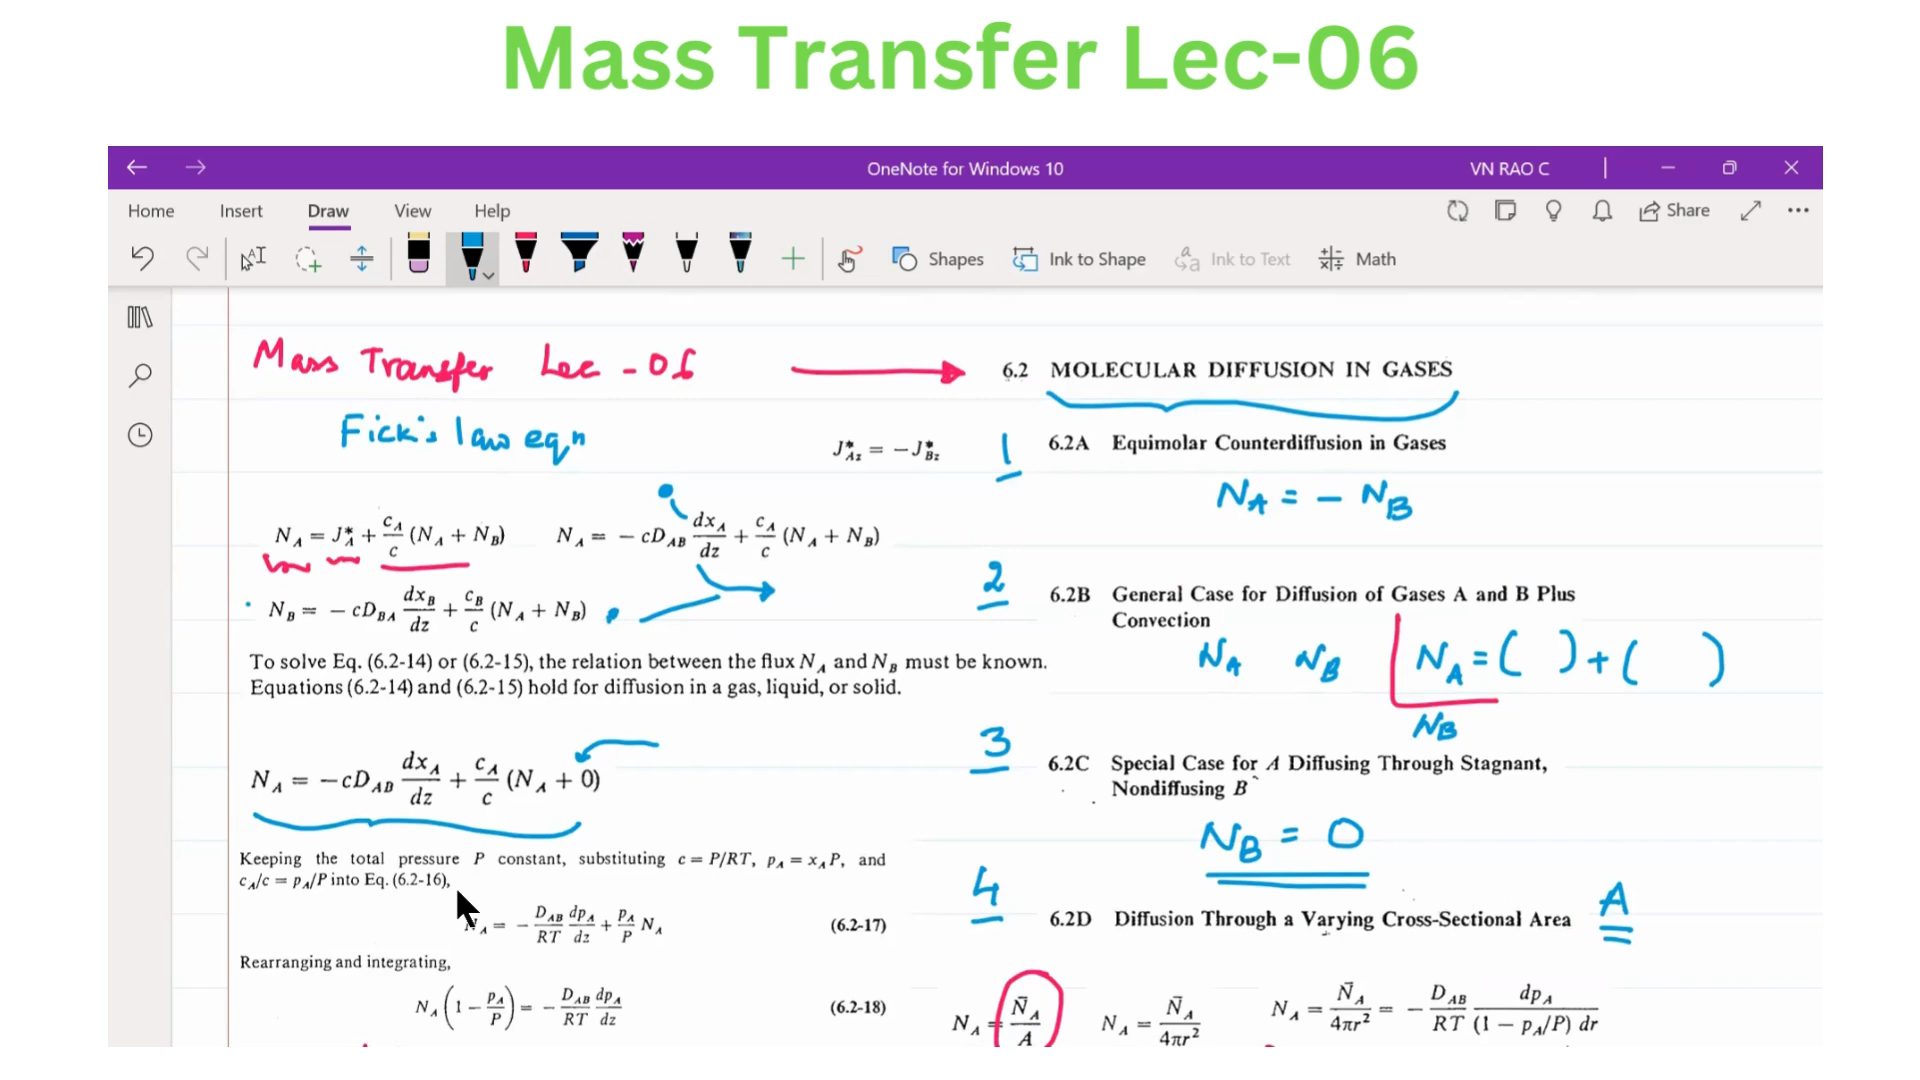 Mass Transfer Lec-06
OneNote for Windows 10
VN RAO C
Home Insert Draw View Help
Share
Shapes Ink to Shape Ink to Text Math
Mass Transfer Lec - 06
6.2 MOLECULAR DIFFUSION IN GASES
Fick's law eqn
J*Az = −J*Bz
1
6.2A Equimolar Counterdiffusion in Gases
NA = − NB
NA = J*A + cA/c (NA + NB)
NA = − cDAB dxA/dz + cA/c (NA + NB)
NB = − cDBA dxB/dz + cB/c (NA + NB)
2
6.2B General Case for Diffusion of Gases A and B Plus
Convection
NA NB NA = ( ) + ( )
NB
To solve Eq. (6.2-14) or (6.2-15), the relation between the flux NA and NB must be known.
Equations (6.2-14) and (6.2-15) hold for diffusion in a gas, liquid, or solid.
NA = −cDAB dxA/dz + cA/c (NA + 0)
3
6.2C Special Case for A Diffusing Through Stagnant,
Nondiffusing B
NB = 0
Keeping the total pressure P constant, substituting c = P/RT, pA = xAP, and
cA/c = pA/P into Eq. (6.2-16),
NA = − DAB/RT dpA/dz + pA/P NA (6.2-17)
4
6.2D Diffusion Through a Varying Cross-Sectional Area
A
Rearranging and integrating,
NA (1 − pA/P) = − DAB/RT dpA/dz (6.2-18)
NA = N̄A/A
NA = N̄A/4πr²
NA = N̄A/4πr² = − DAB/RT dpA/(1 − pA/P) dr